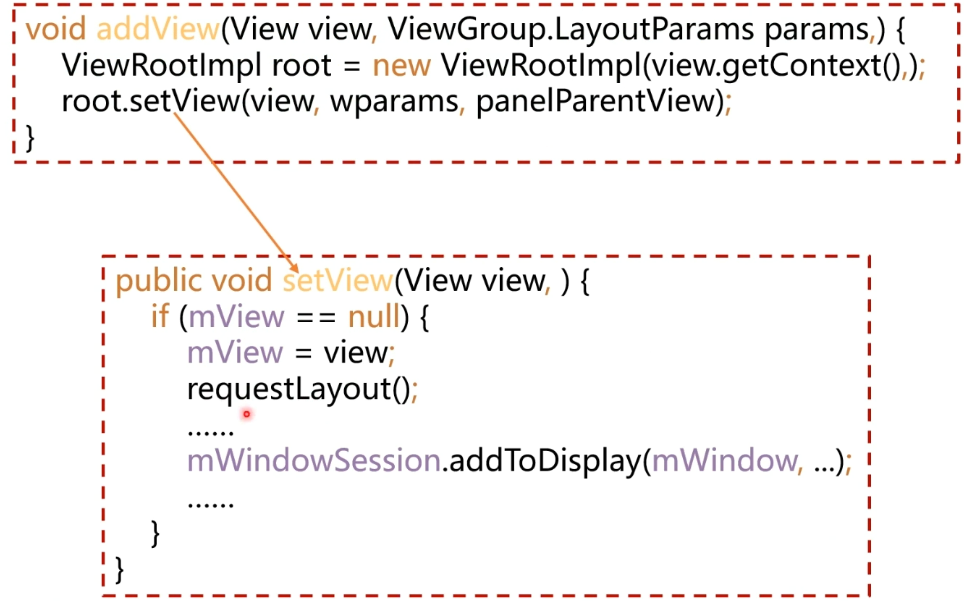 void addView(View view, ViewGroup.LayoutParams params,) {
ViewRootImpl root = new ViewRootImpl(view.getContext(),);
root.setView(view, wparams, panelParentView);
}
public void setView(View view, ) {
if (mView == null) {
mView = view;
requestLayout();
......
mWindowSession.addToDisplay(mWindow, ...);
......
}
}